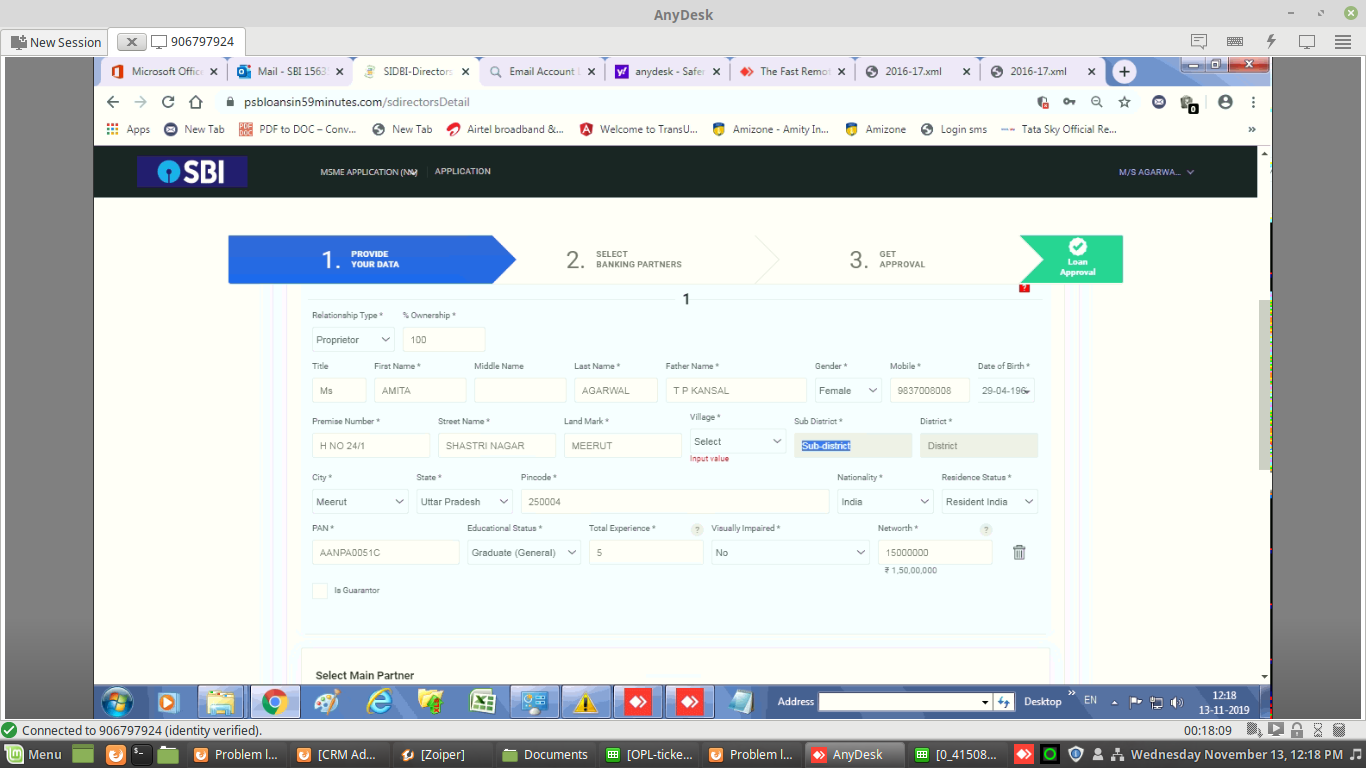 AnyDesk
New Session
906797924
Microsoft Offic
Mail - SBI 1563
SIDBI-Directors
Email Account
anydesk - Safer
The Fast Remot
2016-17.xml
2016-17.xml
psbloansin59minutes.com/sdirectorsDetail
0
Apps
New Tab
PDF to DOC – Conv...
New Tab
Airtel broadband &...
Welcome to TransU...
Amizone - Amity In...
Amizone
Login sms
Tata Sky Official Re...
»
SBI
MSME APPLICATION
APPLICATION
M/S AGARWA...
1. PROVIDE YOUR DATA
2. SELECT BANKING PARTNERS
3. GET APPROVAL
Loan Approval
?
1
Relationship Type * % Ownership *
Proprietor 100
Title First Name * Middle Name Last Name * Father Name * Gender * Mobile * Date of Birth *
Ms AMITA AGARWAL T P KANSAL Female 9837008008 29-04-196
Premise Number * Street Name * Land Mark * Village * Sub District * District *
H NO 24/1 SHASTRI NAGAR MEERUT Select Sub-district District
Input value
City * State * Pincode * Nationality * Residence Status *
Meerut Uttar Pradesh 250004 India Resident India
PAN * Educational Status * Total Experience * ? Visually Impaired * Networth * ?
AANPA0051C Graduate (General) 5 No 15000000
₹ 1,50,00,000
Is Guarantor
Select Main Partner
Address Desktop » EN
12:18
13-11-2019
Connected to 906797924 (identity verified).
00:18:09
Menu
Problem l...
[CRM Ad...
[Zoiper]
Documents
[OPL-ticke...
Problem l...
AnyDesk
[0_41508...
Wednesday November 13, 12:18 PM